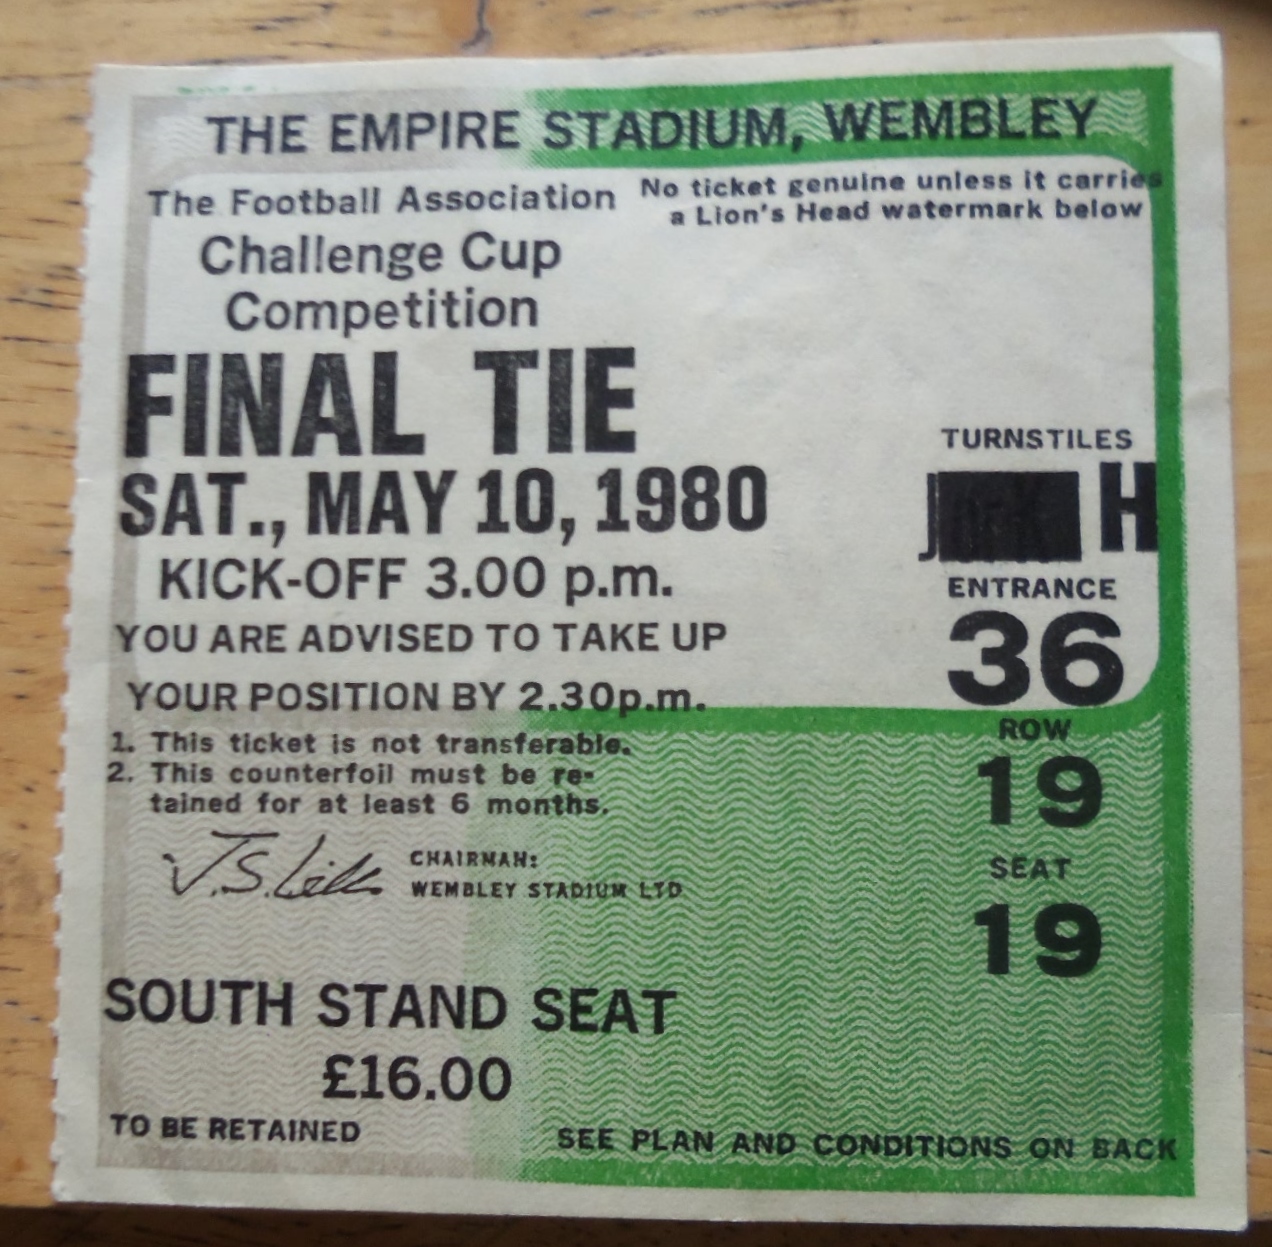 THE EMPIRE STADIUM, WEMBLEY
The Football Association
No ticket genuine unless it carries
a Lion's Head watermark below
Challenge Cup
Competition
FINAL TIE
SAT., MAY 10, 1980
KICK-OFF 3.00 p.m.
YOU ARE ADVISED TO TAKE UP
YOUR POSITION BY 2.30p.m.
1. This ticket is not transferable.
2. This counterfoil must be re-
tained for at least 6 months.
CHAIRMAN:
WEMBLEY STADIUM LTD
SOUTH STAND SEAT
£16.00
TO BE RETAINED
TURNSTILES
H
ENTRANCE
36
ROW
19
SEAT
19
SEE PLAN AND CONDITIONS ON BACK